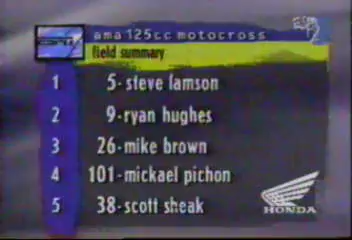 ama 125cc motocross
field summary
1 5-steve lamson
2 9-ryan hughes
3 26-mike brown
4 101-mickael pichon
5 38-scott sheak
HONDA